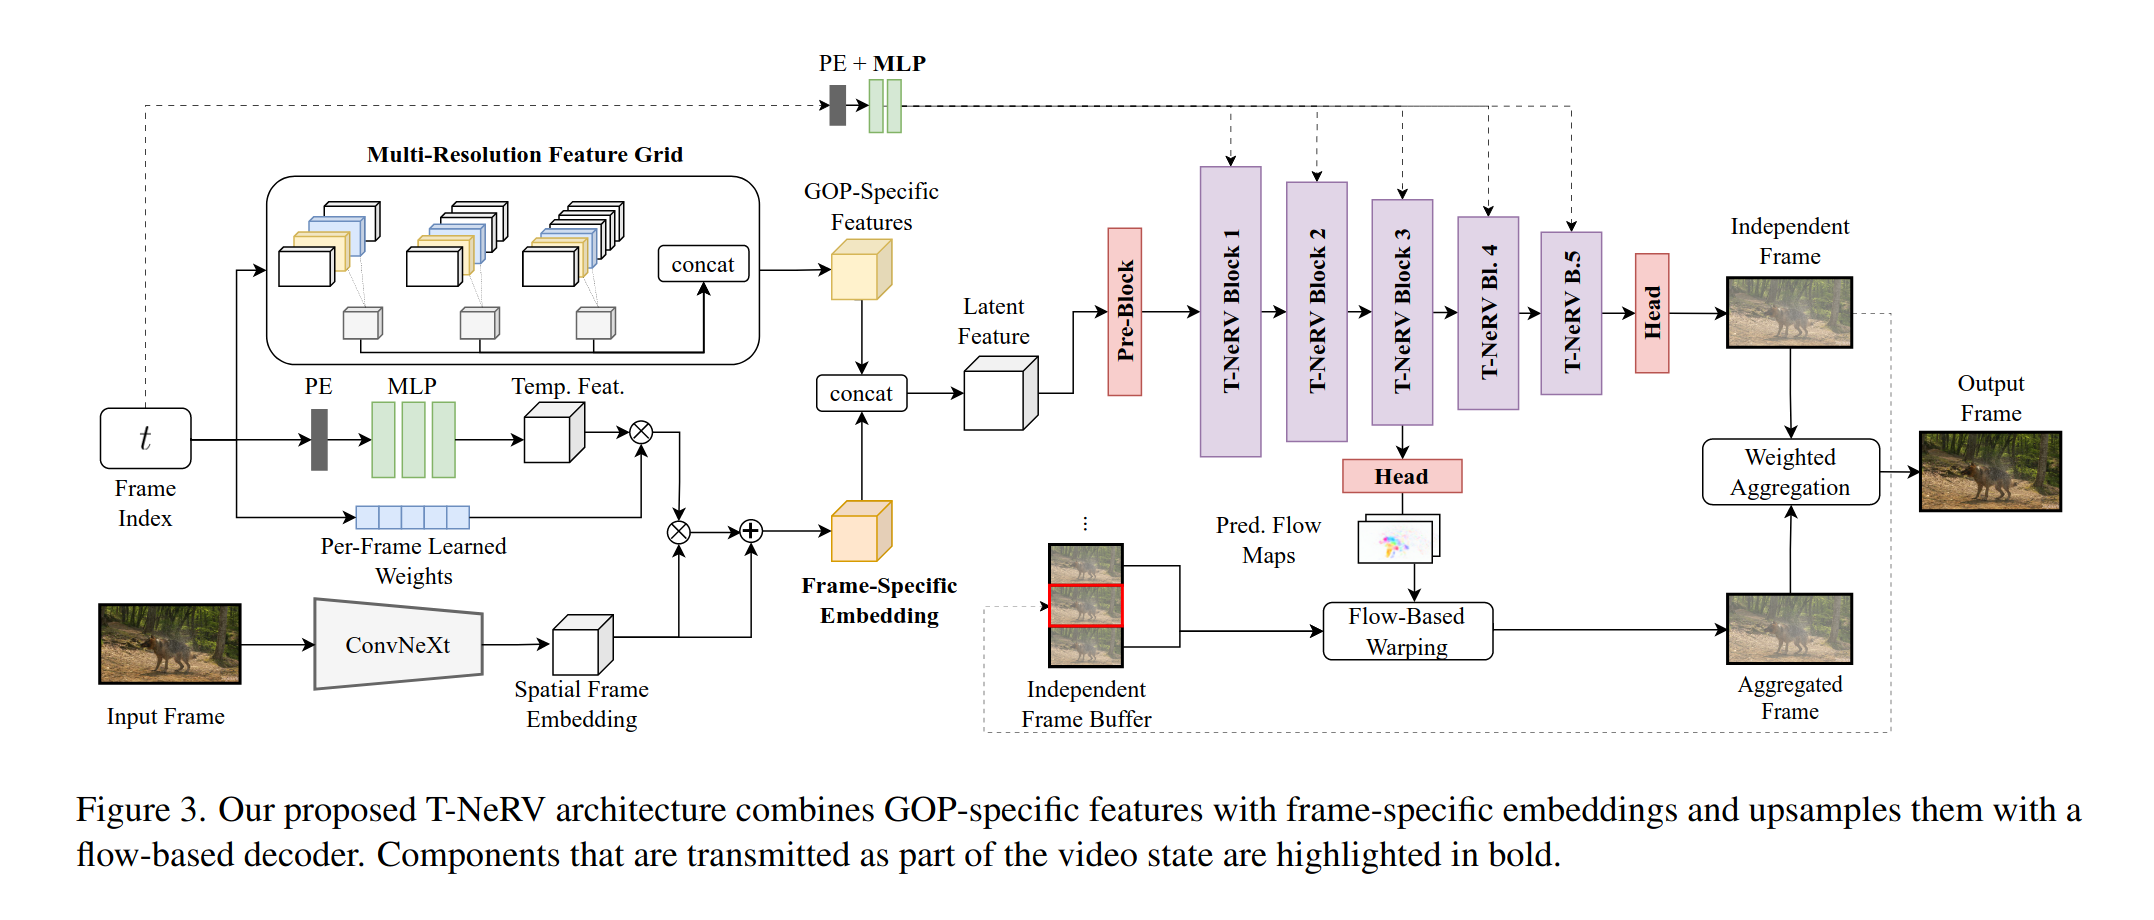 PE + MLP
Multi-Resolution Feature Grid
concat
GOP-Specific
Features
PE
MLP
Temp. Feat.
t
Frame
Index
Per-Frame Learned
Weights
Input Frame
ConvNeXt
Spatial Frame
Embedding
concat
Frame-Specific
Embedding
Latent
Feature
Pre-Block
T-NeRV Block 1
T-NeRV Block 2
T-NeRV Block 3
T-NeRV Bl. 4
T-NeRV B.5
Head
Head
Pred. Flow
Maps
Independent
Frame Buffer
Flow-Based
Warping
Independent
Frame
Weighted
Aggregation
Aggregated
Frame
Output
Frame
Figure 3. Our proposed T-NeRV architecture combines GOP-specific features with frame-specific embeddings and upsamples them with a
flow-based decoder. Components that are transmitted as part of the video state are highlighted in bold.